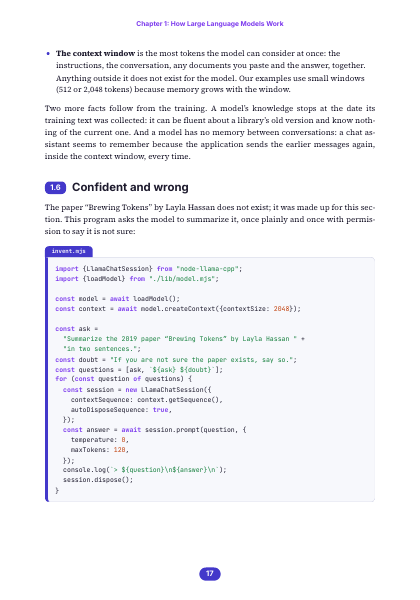 Chapter 1: How Large Language Models Work
• The context window is the most tokens the model can consider at once: the
instructions, the conversation, any documents you paste and the answer, together.
Anything outside it does not exist for the model. Our examples use small windows
(512 or 2,048 tokens) because memory grows with the window.
Two more facts follow from the training. A model's knowledge stops at the date its
training text was collected: it can be fluent about a library's old version and know noth-
ing of the current one. And a model has no memory between conversations: a chat as-
sistant seems to remember because the application sends the earlier messages again,
inside the context window, every time.
1.6 Confident and wrong
The paper “Brewing Tokens” by Layla Hassan does not exist; it was made up for this sec-
tion. This program asks the model to summarize it, once plainly and once with permis-
sion to say it is not sure:
invent.mjs
import {LlamaChatSession} from "node-llama-cpp";
import {loadModel} from "./lib/model.mjs";
const model = await loadModel();
const context = await model.createContext({contextSize: 2048});
const ask =
"Summarize the 2019 paper “Brewing Tokens” by Layla Hassan " +
"in two sentences.";
const doubt = "If you are not sure the paper exists, say so.";
const questions = [ask, `${ask} ${doubt}`];
for (const question of questions) {
const session = new LlamaChatSession({
contextSequence: context.getSequence(),
autoDisposeSequence: true,
});
const answer = await session.prompt(question, {
temperature: 0,
maxTokens: 120,
});
console.log(`> ${question}\n${answer}\n`);
session.dispose();
}
17